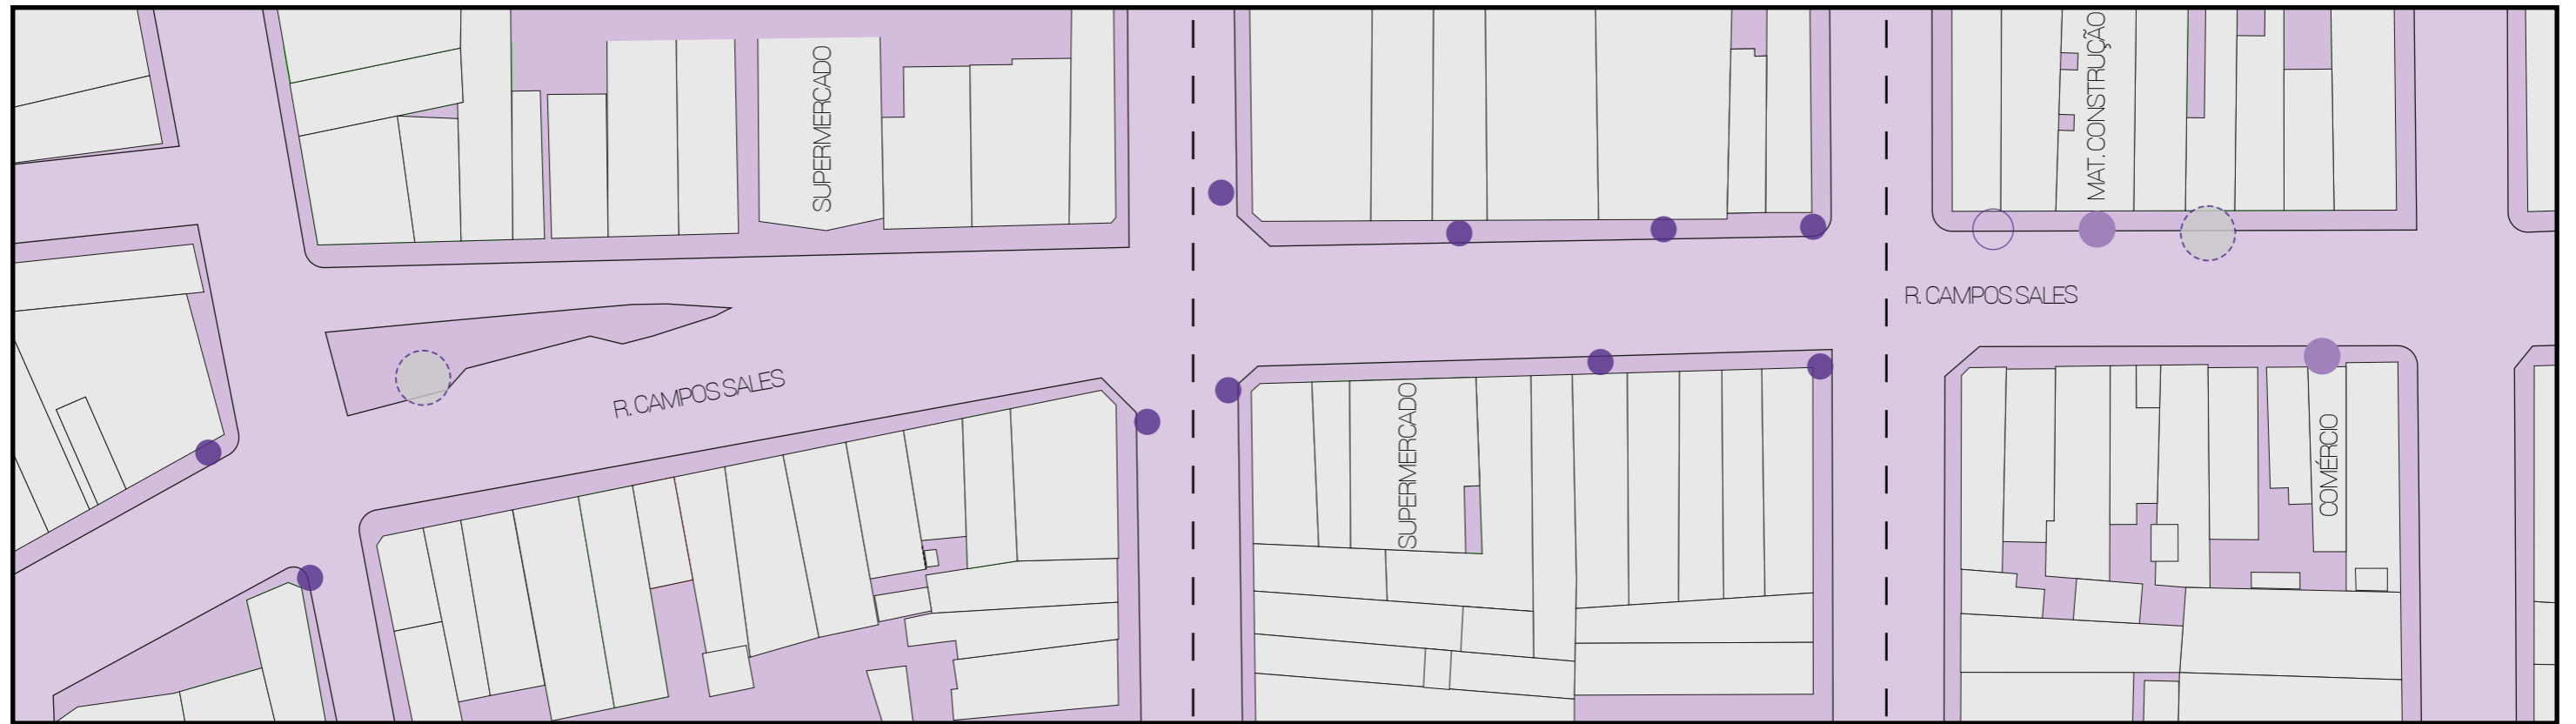 SUPERMERCADO
MAT. CONSTRUÇÃO
R. CAMPOS SALES
R. CAMPOS SALES
SUPERMERCADO
COMÉRCIO